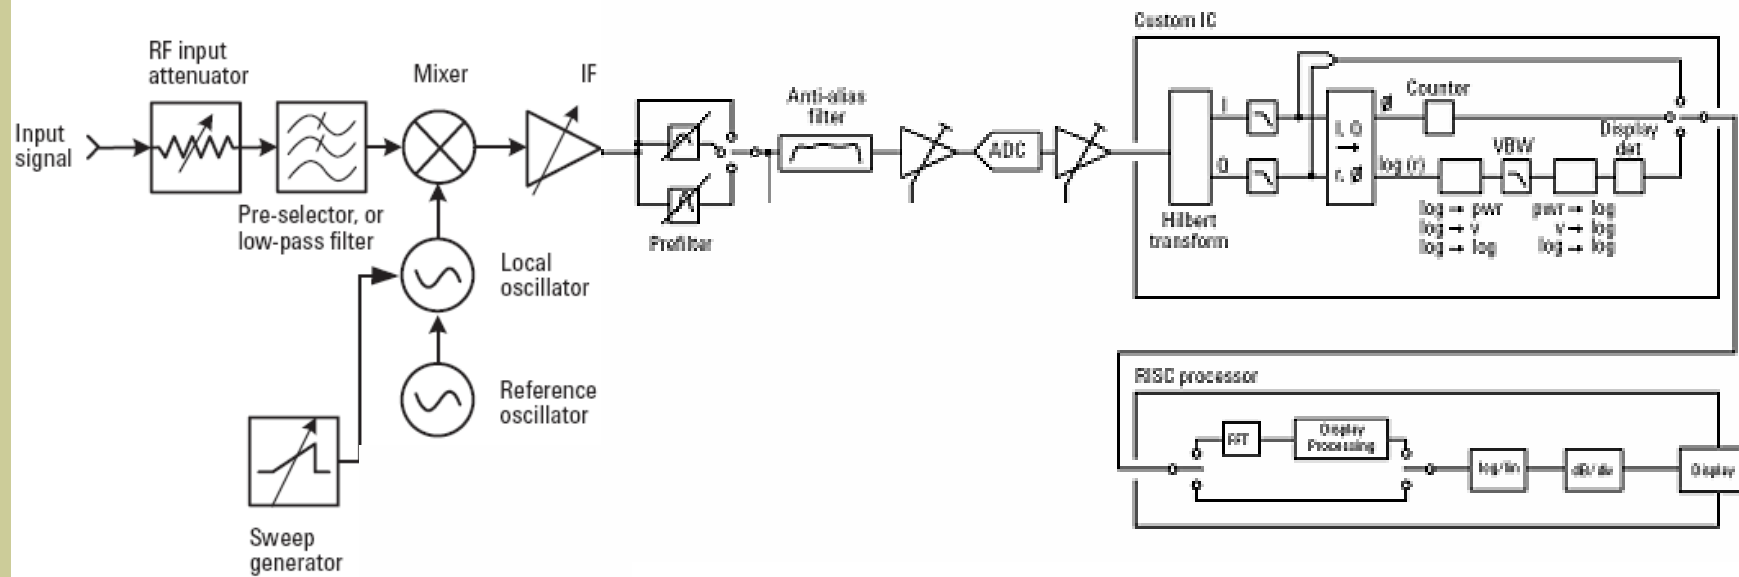 Custom IC
RF input
attenuator
Mixer
IF
Input
signal
Anti-alias
filter
ADC
I
Q
I, Q
r, Ø
Ø
Counter
log (r)
VBW
Display
det
Pre-selector, or
low-pass filter
Prefilter
Hilbert
transform
log → pwr
log → v
log → log
pwr → log
v → log
log → log
Local
oscillator
Reference
oscillator
Sweep
generator
RISC processor
FFT
Display
Processing
log/lin
dB/div
Display